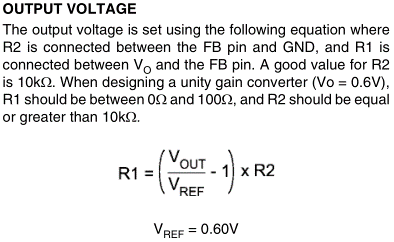 OUTPUT VOLTAGE
The output voltage is set using the following equation where
R2 is connected between the FB pin and GND, and R1 is
connected between VO and the FB pin. A good value for R2
is 10kΩ. When designing a unity gain converter (Vo = 0.6V),
R1 should be between 0Ω and 100Ω, and R2 should be equal
or greater than 10kΩ.
R1 = (VOUT/VREF - 1) x R2
VREF = 0.60V